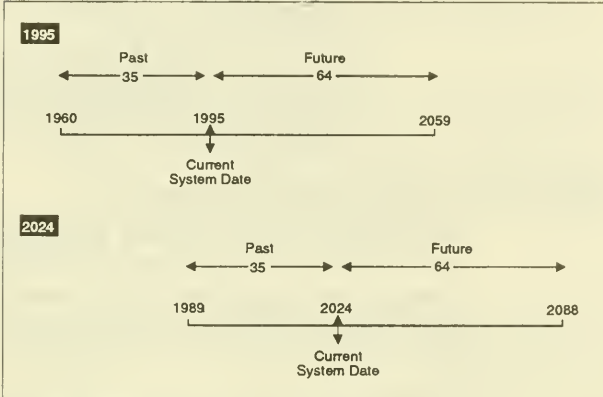 1995
Past Future
35 64
1960 1995 2059
Current
System Date
2024
Past Future
35 64
1989 2024 2088
Current
System Date